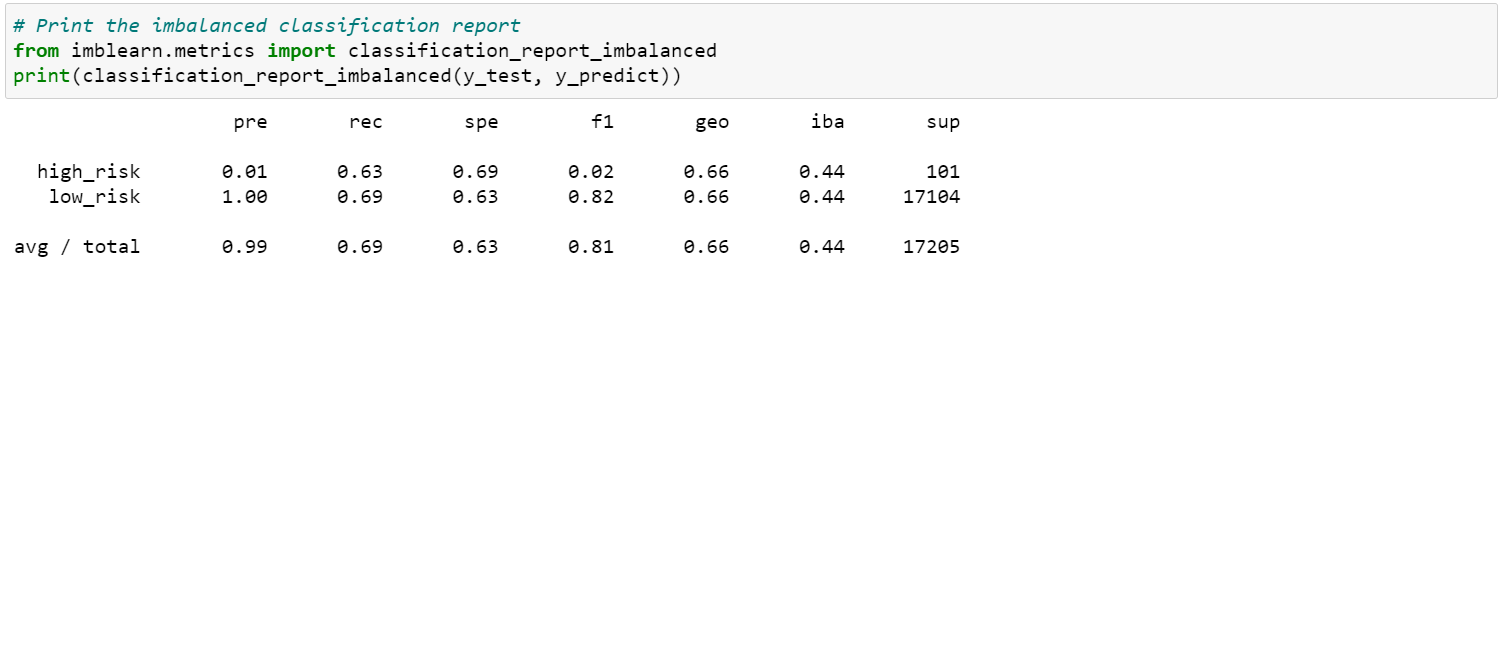 # Print the imbalanced classification report
from imblearn.metrics import classification_report_imbalanced
print(classification_report_imbalanced(y_test, y_predict))
pre rec spe f1 geo iba sup
high_risk 0.01 0.63 0.69 0.02 0.66 0.44 101
low_risk 1.00 0.69 0.63 0.82 0.66 0.44 17104
avg / total 0.99 0.69 0.63 0.81 0.66 0.44 17205